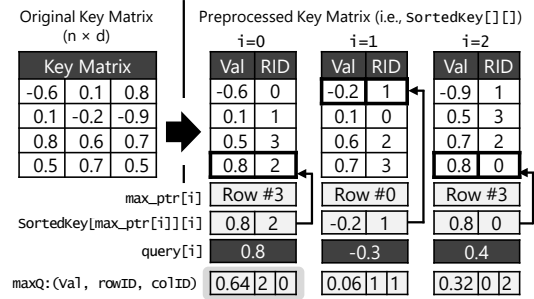 Original Key Matrix
(n × d)
Key Matrix
-0.6 0.1 0.8
0.1 -0.2 -0.9
0.8 0.6 0.7
0.5 0.7 0.5
Preprocessed Key Matrix (i.e., SortedKey[][])
i=0 i=1 i=2
Val RID Val RID Val RID
-0.6 0 -0.2 1 -0.9 1
0.1 1 0.1 0 0.5 3
0.5 3 0.6 2 0.7 2
0.8 2 0.7 3 0.8 0
max_ptr[i] Row #3 Row #0 Row #3
SortedKey[max_ptr[i]][i] 0.8 2 -0.2 1 0.8 0
query[i] 0.8 -0.3 0.4
maxQ:(Val, rowID, colID) 0.64 2 0 0.06 1 1 0.32 0 2